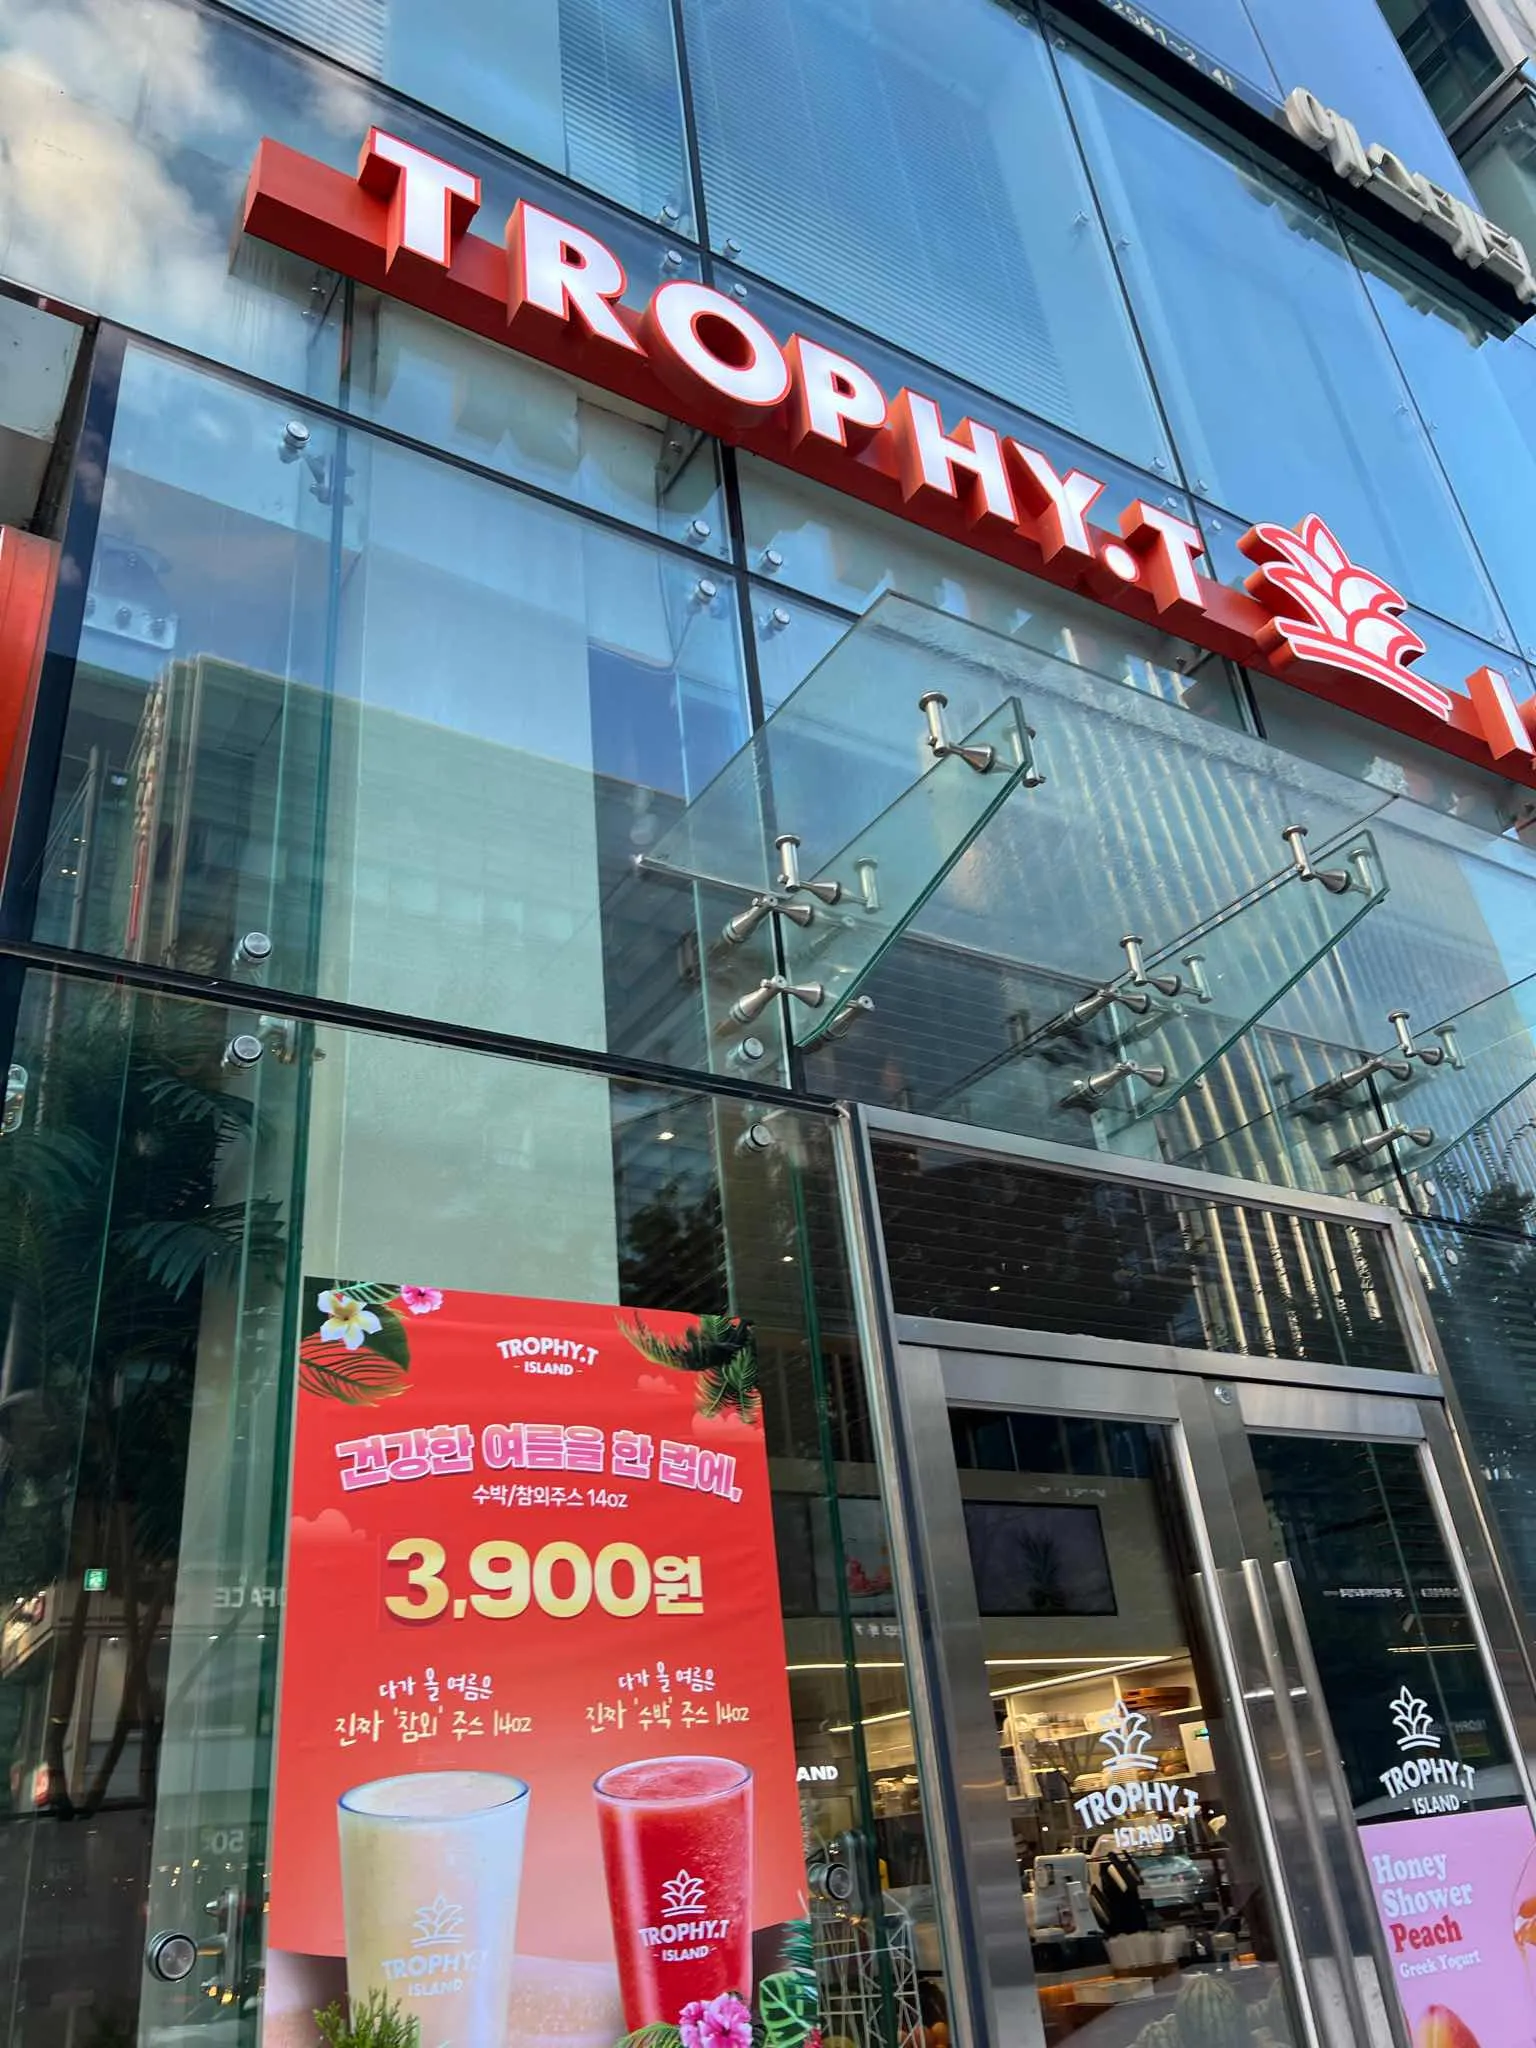 TROPHY.T
TROPHY.T
- ISLAND -
건강한 여름을 한 컵에,
수박/참외주스 14oz
3,900원
다가 올 여름은
진짜 '참외' 주스 14oz
다가 올 여름은
진짜 '수박' 주스 14oz
TROPHY.T
ISLAND
TROPHY.T
- ISLAND -
AND
TROPHY.T
ISLAND -
TROPHY.T
- ISLAND -
Honey
Shower
Peach
Greek Yogurt